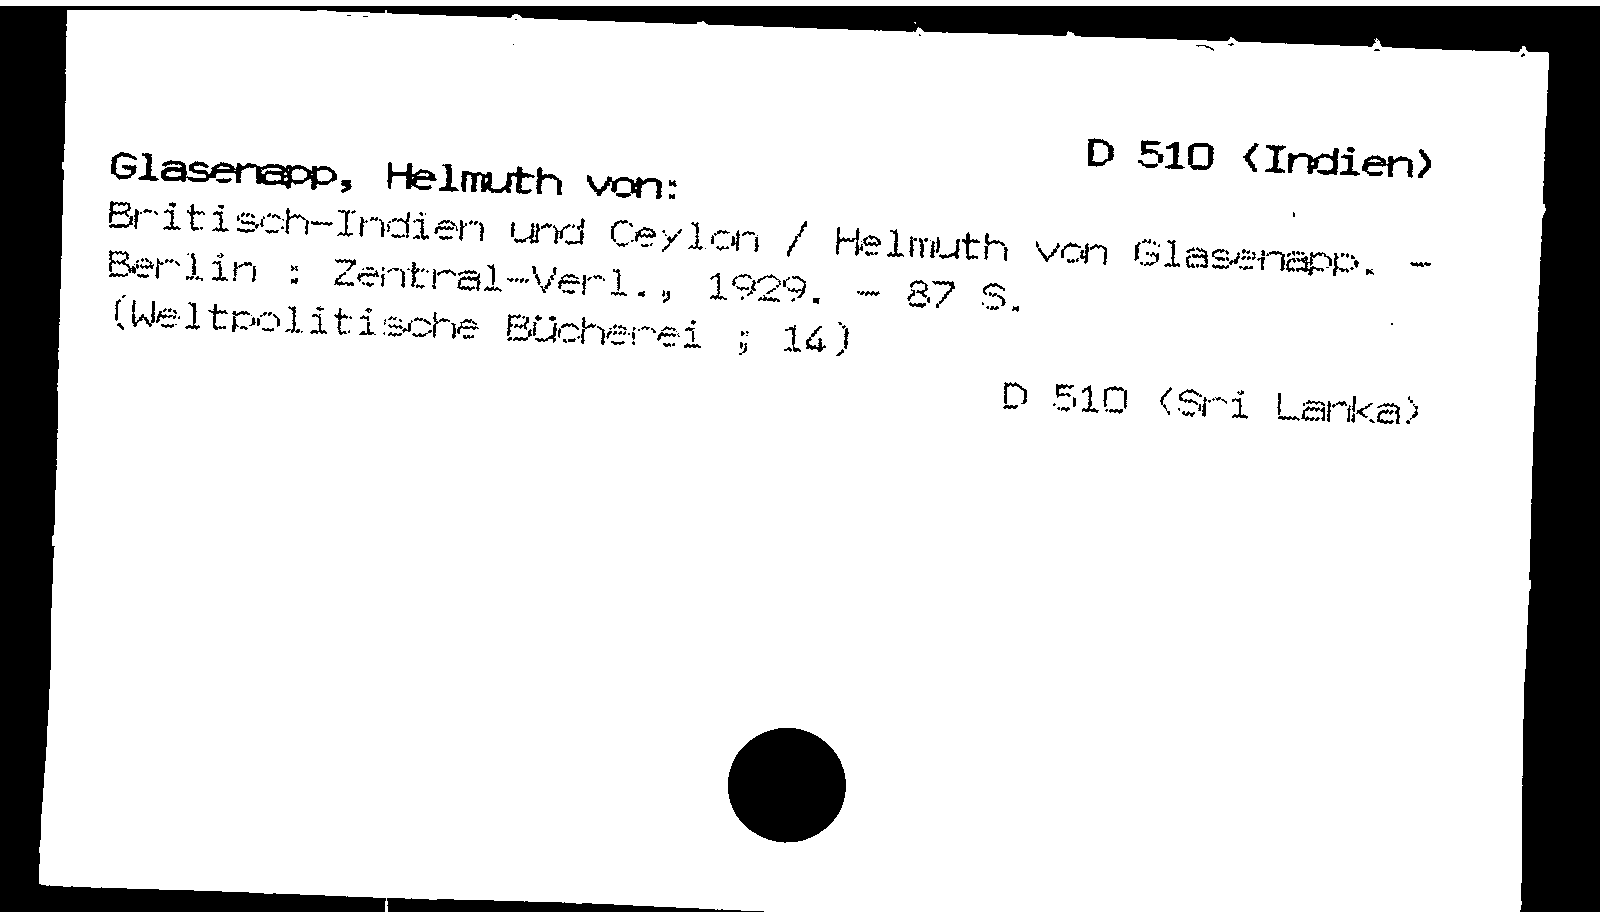 D 510 (Indien)
Glasenapp, Helmuth von:
Britisch-Indien und Ceylon / Helmuth von Glasenapp. -
Berlin : Zentral-Verl., 1929. - 87 S.
(Weltpolitische Bücherei ; 14)
D 510 (Sri Lanka)